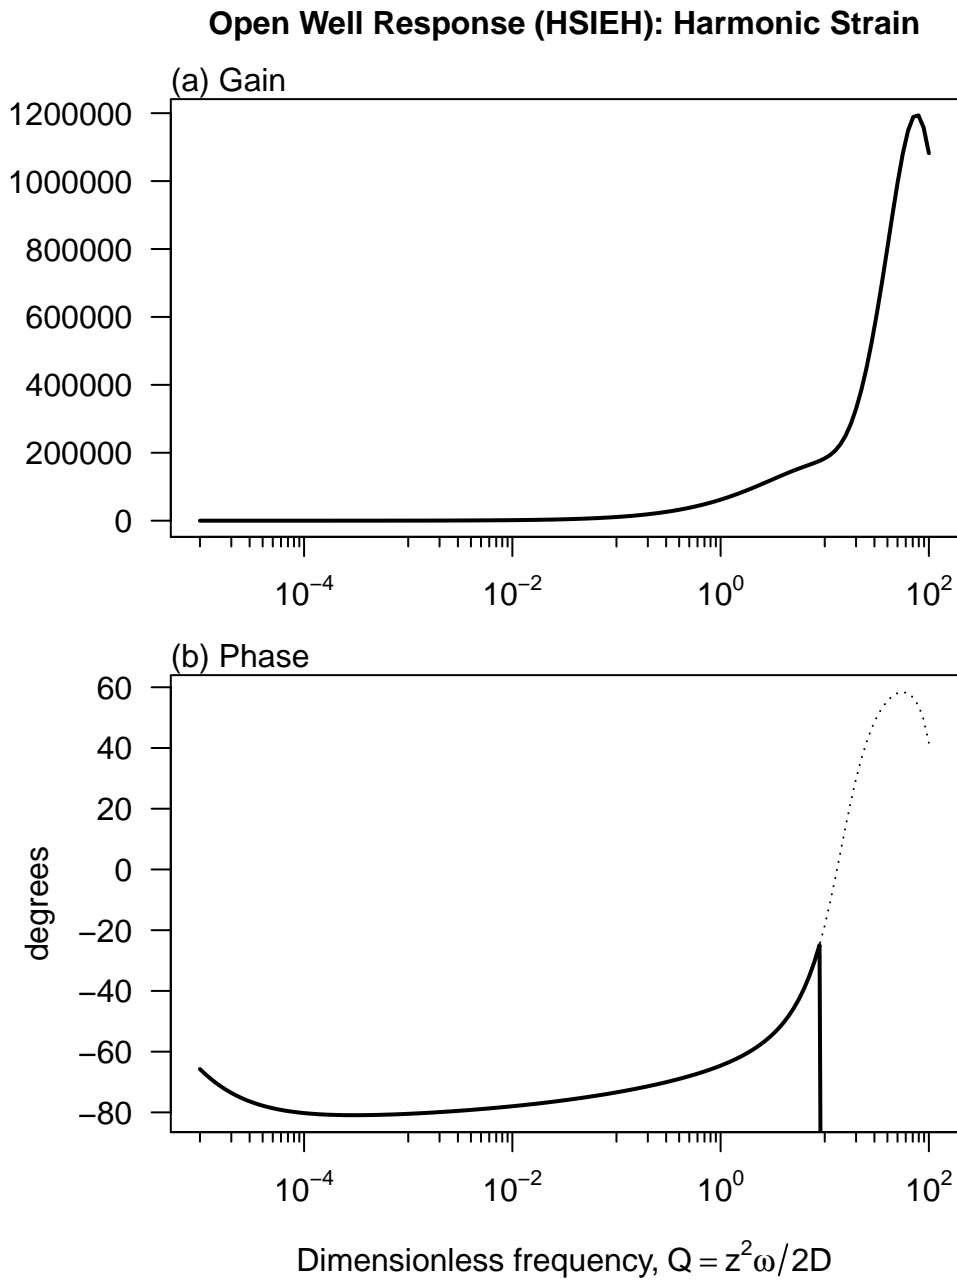 Open Well Response (HSIEH): Harmonic Strain
(a) Gain
1200000
1000000
800000
600000
400000
200000
0
10⁻⁴ 10⁻² 10⁰ 10²
(b) Phase
60
40
20
0
−20
−40
−60
−80
degrees
10⁻⁴ 10⁻² 10⁰ 10²
Dimensionless frequency, Q = z²ω/2D